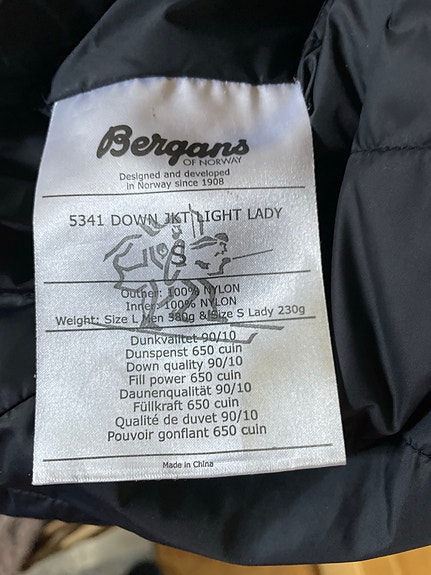 Bergans
OF NORWAY
Designed and developed
in Norway since 1908
5341 DOWN JKT LIGHT LADY
S
Outher: 100% NYLON
Inner: 100% NYLON
Weight: Size L Men 380g & Size S Lady 230g
Dunkvalitet 90/10
Dunspenst 650 cuin
Down quality 90/10
Fill power 650 cuin
Daunenqualität 90/10
Füllkraft 650 cuin
Qualité de duvet 90/10
Pouvoir gonflant 650 cuin
Made in China